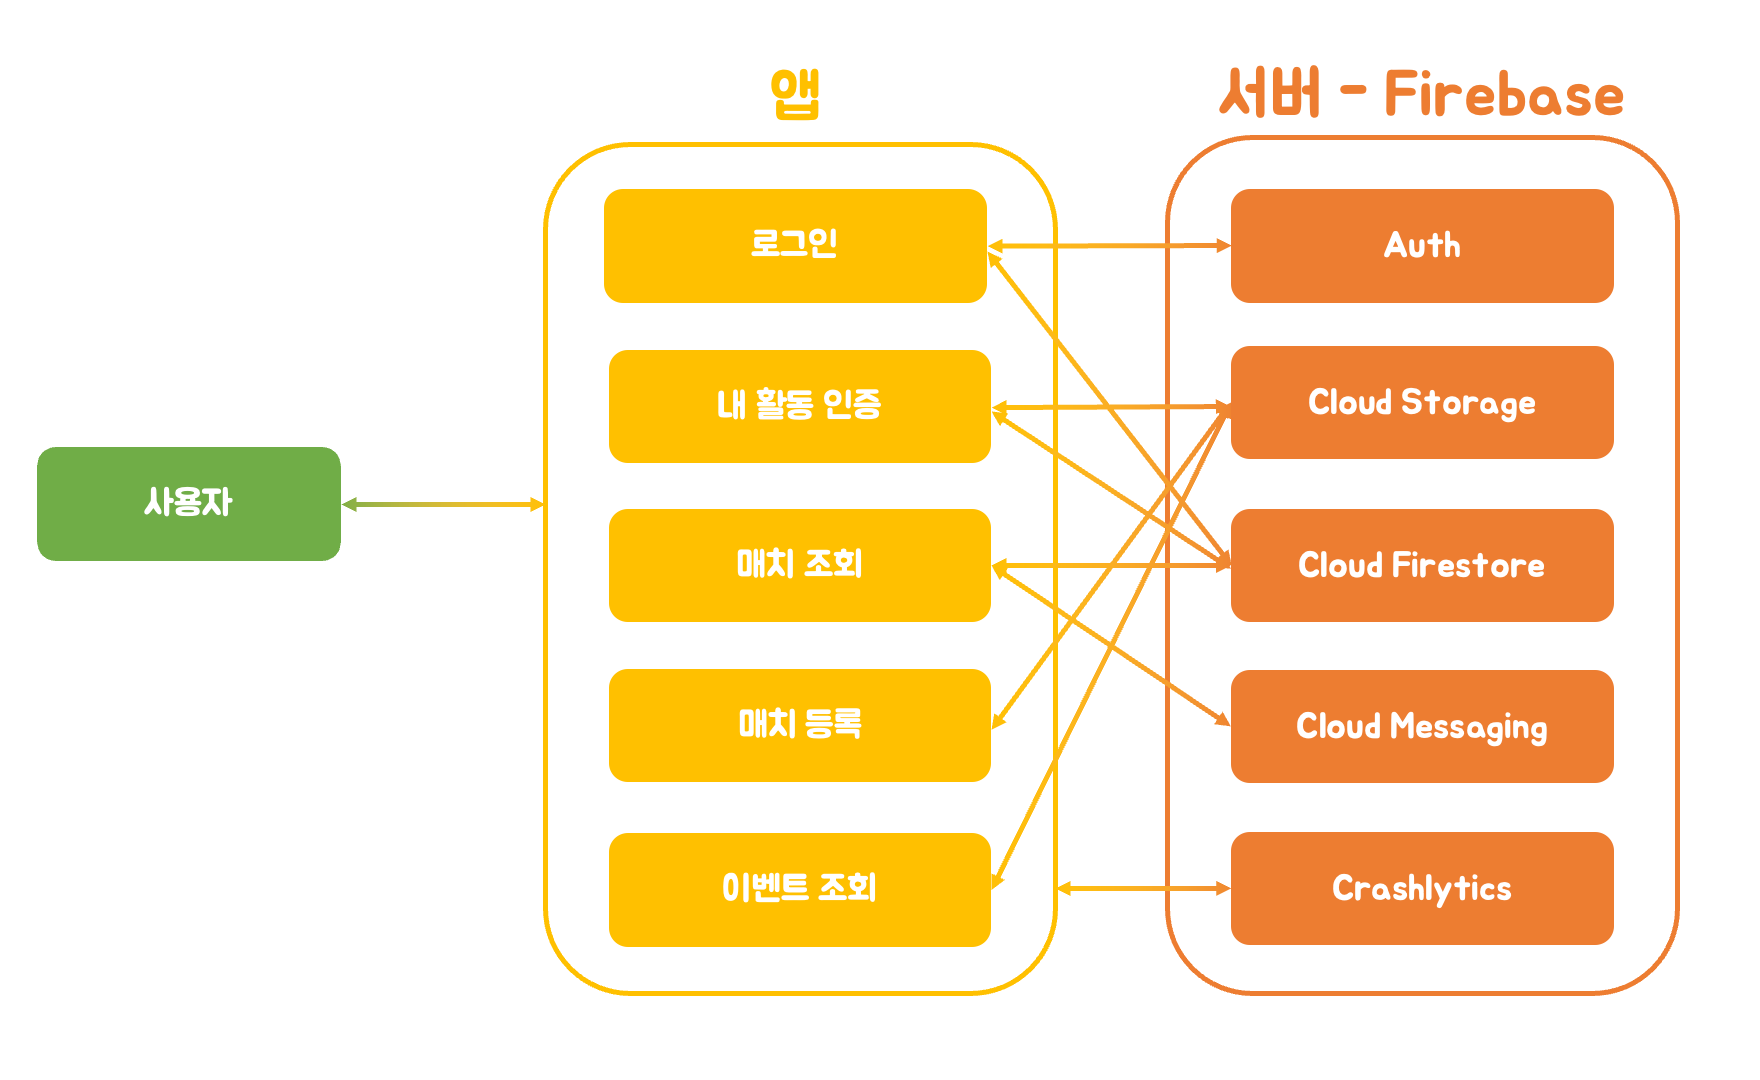 앱
서버 - Firebase
사용자
로그인
내 활동 인증
매치 조회
매치 등록
이벤트 조회
Auth
Cloud Storage
Cloud Firestore
Cloud Messaging
Crashlytics